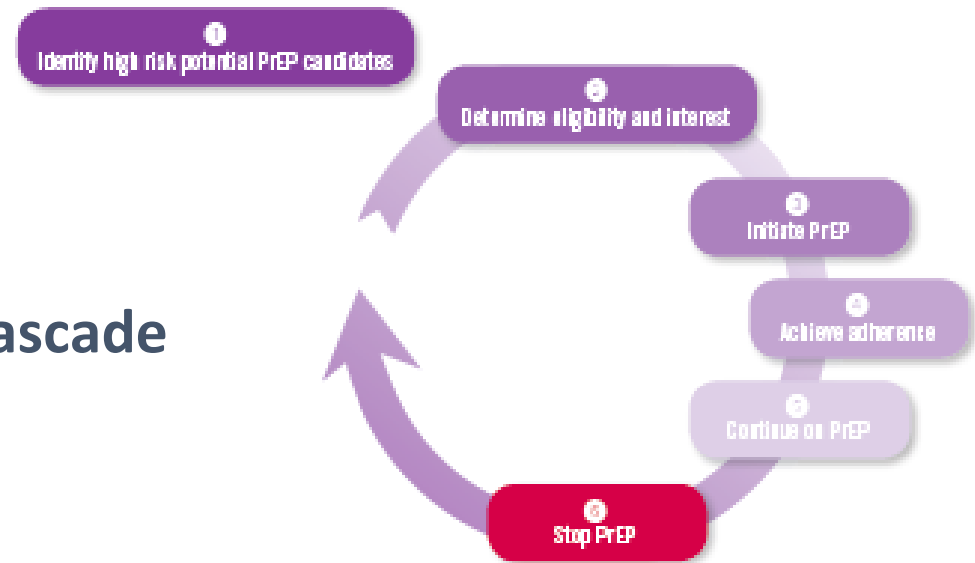 1
Identify high risk potential PrEP candidates
2
Determine eligibility and interest
3
Initiate PrEP
4
Achieve adherence
5
Continue on PrEP
6
Stop PrEP
ascade